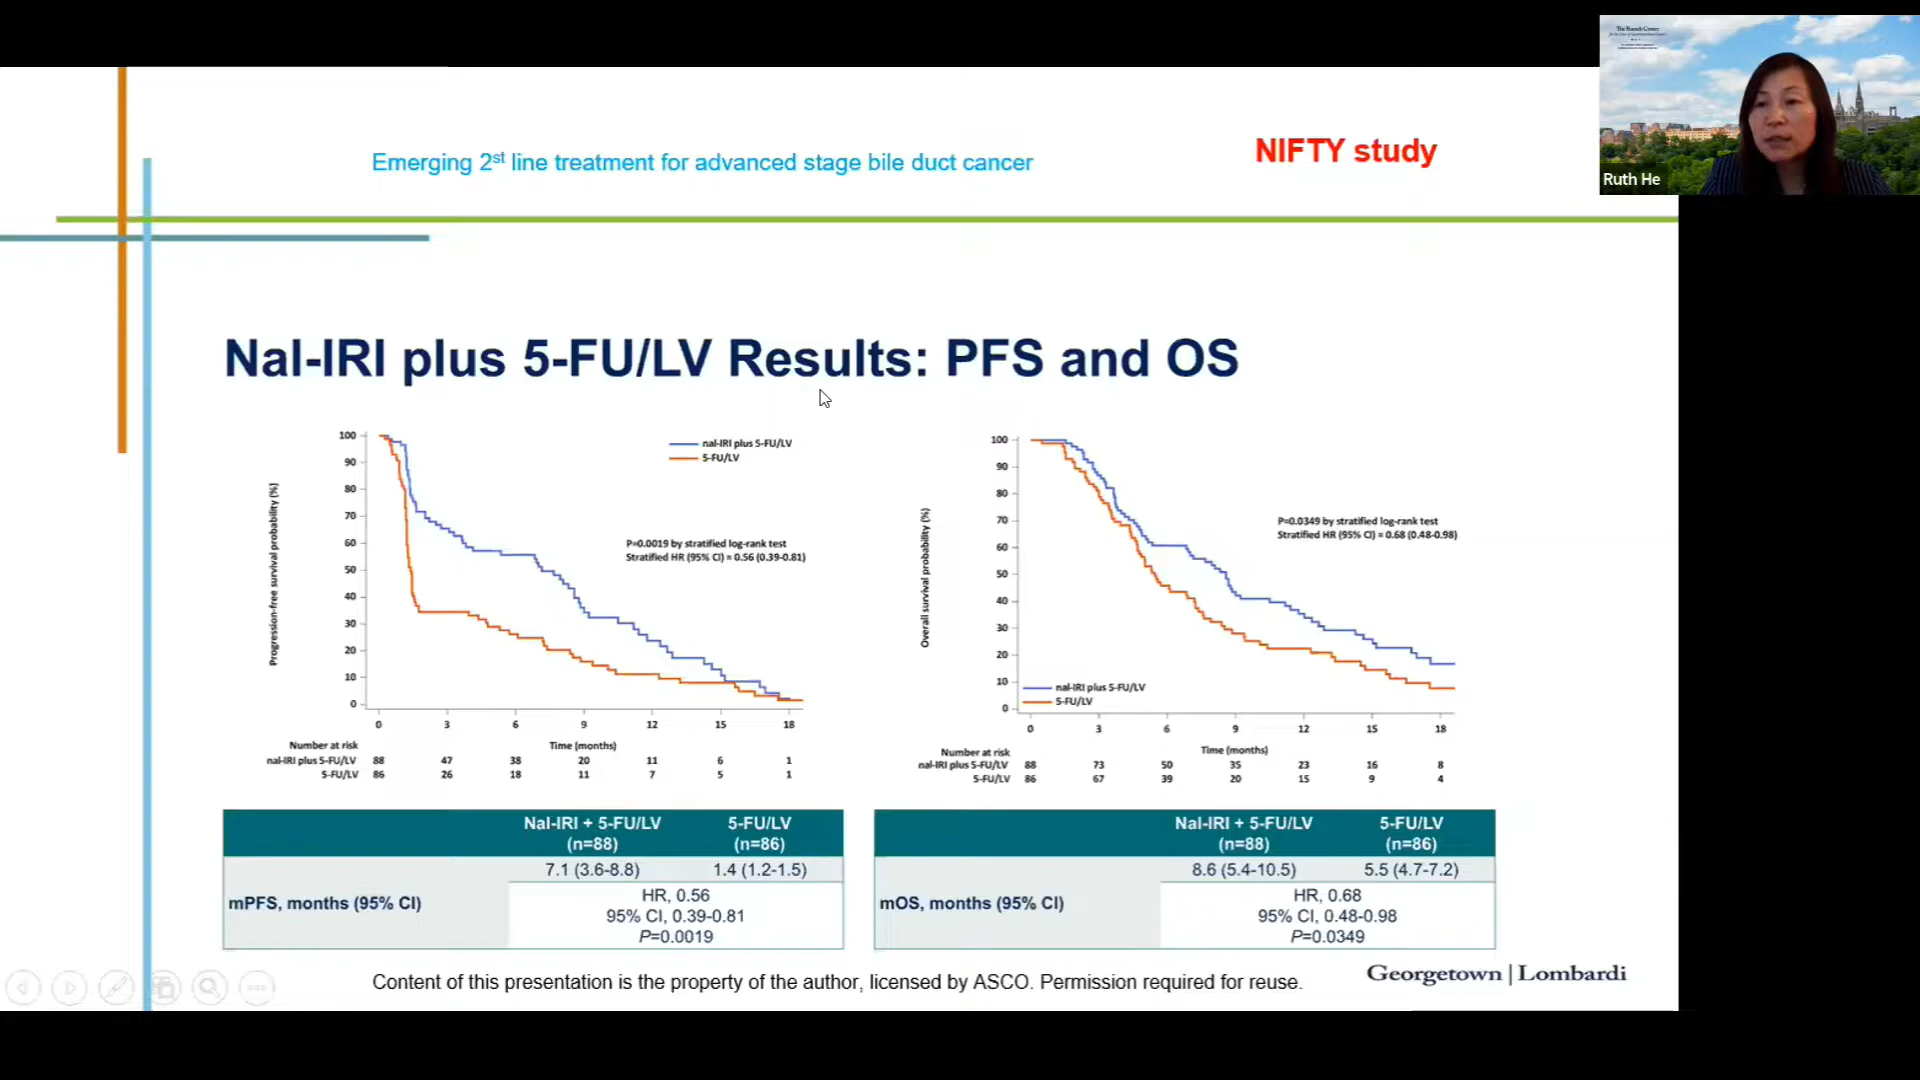 The Ruesch Center
Ruth He
Emerging 2st line treatment for advanced stage bile duct cancer
NIFTY study
Nal-IRI plus 5-FU/LV Results: PFS and OS
Progression-free survival probability (%)
100
90
80
70
60
50
40
30
20
10
0
nal-IRI plus 5-FU/LV
5-FU/LV
P=0.0019 by stratified log-rank test
Stratified HR (95% CI) = 0.56 (0.39-0.81)
0 3 6 9 12 15 18
Number at risk
Time (months)
nal-IRI plus 5-FU/LV 88 47 38 20 11 6 1
5-FU/LV 86 26 18 11 7 5 1
Overall survival probability (%)
100
90
80
70
60
50
40
30
20
10
0
P=0.0349 by stratified log-rank test
Stratified HR (95% CI) = 0.68 (0.48-0.98)
nal-IRI plus 5-FU/LV
5-FU/LV
0 3 6 9 12 15 18
Number at risk
Time (months)
nal-IRI plus 5-FU/LV 88 73 50 35 23 16 8
5-FU/LV 86 67 39 20 15 9 4
Nal-IRI + 5-FU/LV (n=88) 5-FU/LV (n=86)
7.1 (3.6-8.8) 1.4 (1.2-1.5)
mPFS, months (95% CI)
HR, 0.56
95% CI, 0.39-0.81
P=0.0019
Nal-IRI + 5-FU/LV (n=88) 5-FU/LV (n=86)
8.6 (5.4-10.5) 5.5 (4.7-7.2)
mOS, months (95% CI)
HR, 0.68
95% CI, 0.48-0.98
P=0.0349
Content of this presentation is the property of the author, licensed by ASCO. Permission required for reuse.
Georgetown | Lombardi